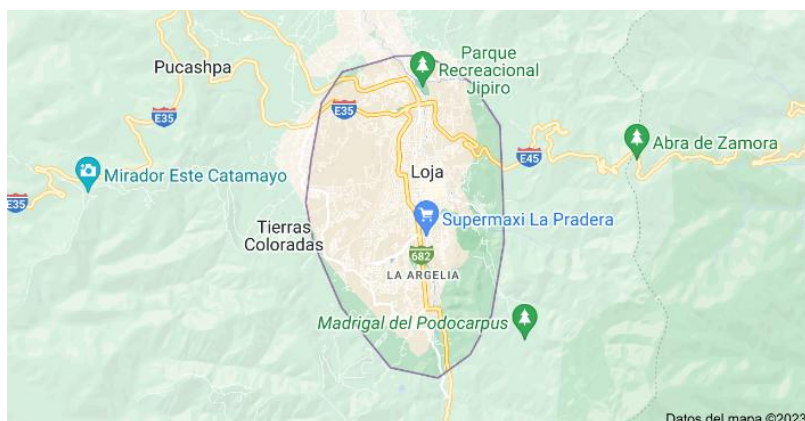 Parque
Recreacional
Jipiro
Pucashpa
E35
E35
E45
Abra de Zamora
Mirador Este Catamayo
Loja
E35
Supermaxi La Pradera
Tierras
Coloradas
682
LA ARGELIA
Madrigal del Podocarpus
Datos del mapa ©2023